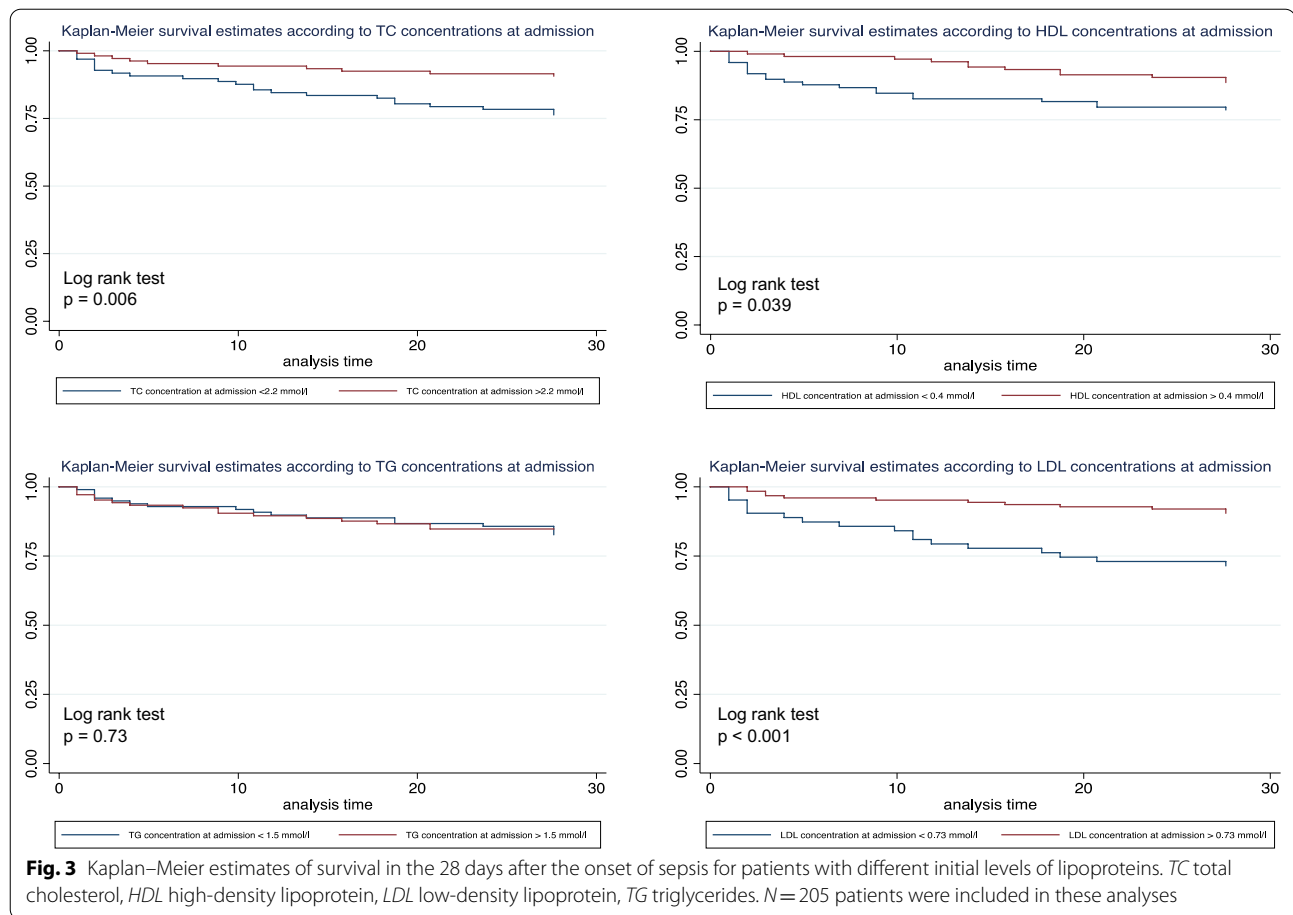 Kaplan-Meier survival estimates according to TC concentrations at admission
1.00
0.75
0.50
0.25
0.00
Log rank test
p = 0.006
0 10 20 30
analysis time
TC concentration at admission <2.2 mmol/l TC concentration at admission >2.2 mmol/l
Kaplan-Meier survival estimates according to HDL concentrations at admission
1.00
0.75
0.50
0.25
0.00
Log rank test
p = 0.039
0 10 20 30
analysis time
HDL concentration at admission < 0.4 mmol/l HDL concentration at admission > 0.4 mmol/l
Kaplan-Meier survival estimates according to TG concentrations at admission
1.00
0.75
0.50
0.25
0.00
Log rank test
p = 0.73
0 10 20 30
analysis time
TG concentration at admission < 1.5 mmol/l TG concentration at admission > 1.5 mmol/l
Kaplan-Meier survival estimates according to LDL concentrations at admission
1.00
0.75
0.50
0.25
0.00
Log rank test
p < 0.001
0 10 20 30
analysis time
LDL concentration at admission < 0.73 mmol/l LDL concentration at admission > 0.73 mmol/l
Fig. 3 Kaplan–Meier estimates of survival in the 28 days after the onset of sepsis for patients with different initial levels of lipoproteins. TC total
cholesterol, HDL high-density lipoprotein, LDL low-density lipoprotein, TG triglycerides. N = 205 patients were included in these analyses